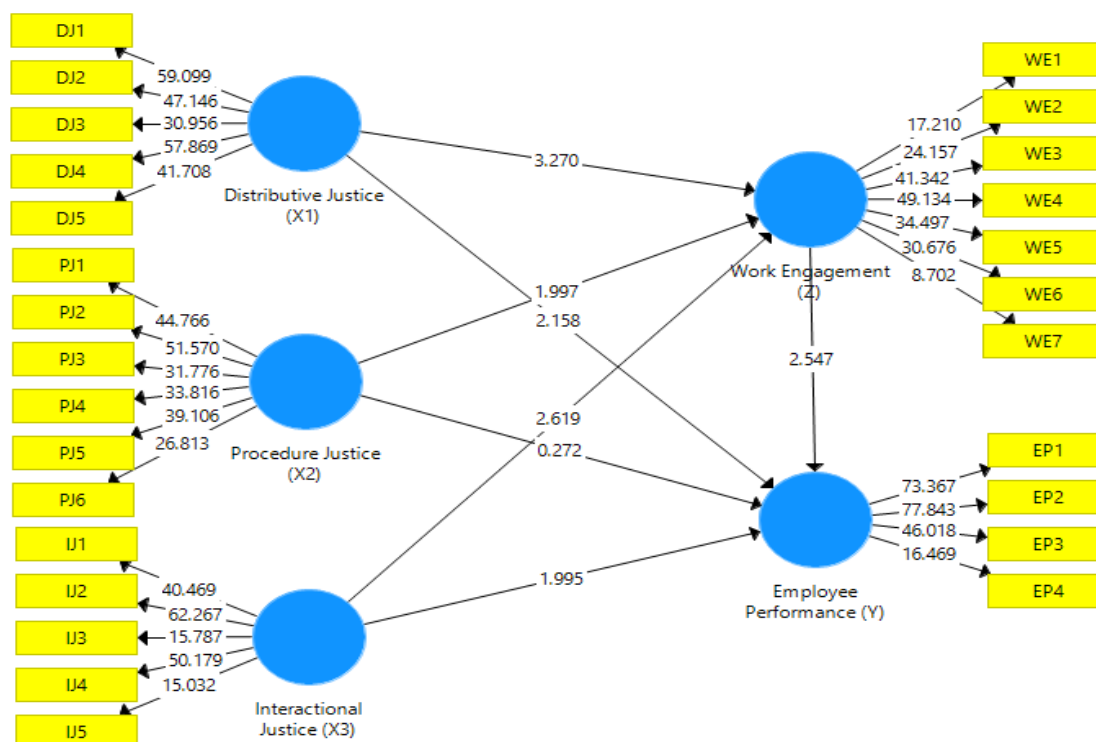 DJ1
DJ2
DJ3
DJ4
DJ5
59.099
47.146
30.956
57.869
41.708
Distributive Justice
(X1)
PJ1
PJ2
PJ3
PJ4
PJ5
PJ6
44.766
51.570
31.776
33.816
39.106
26.813
Procedure Justice
(X2)
IJ1
IJ2
IJ3
IJ4
IJ5
40.469
62.267
15.787
50.179
15.032
Interactional
Justice (X3)
3.270
1.997
2.158
2.619
0.272
1.995
2.547
Work Engagement
(Z)
17.210
24.157
41.342
49.134
34.497
30.676
8.702
WE1
WE2
WE3
WE4
WE5
WE6
WE7
Employee
Performance (Y)
73.367
77.843
46.018
16.469
EP1
EP2
EP3
EP4